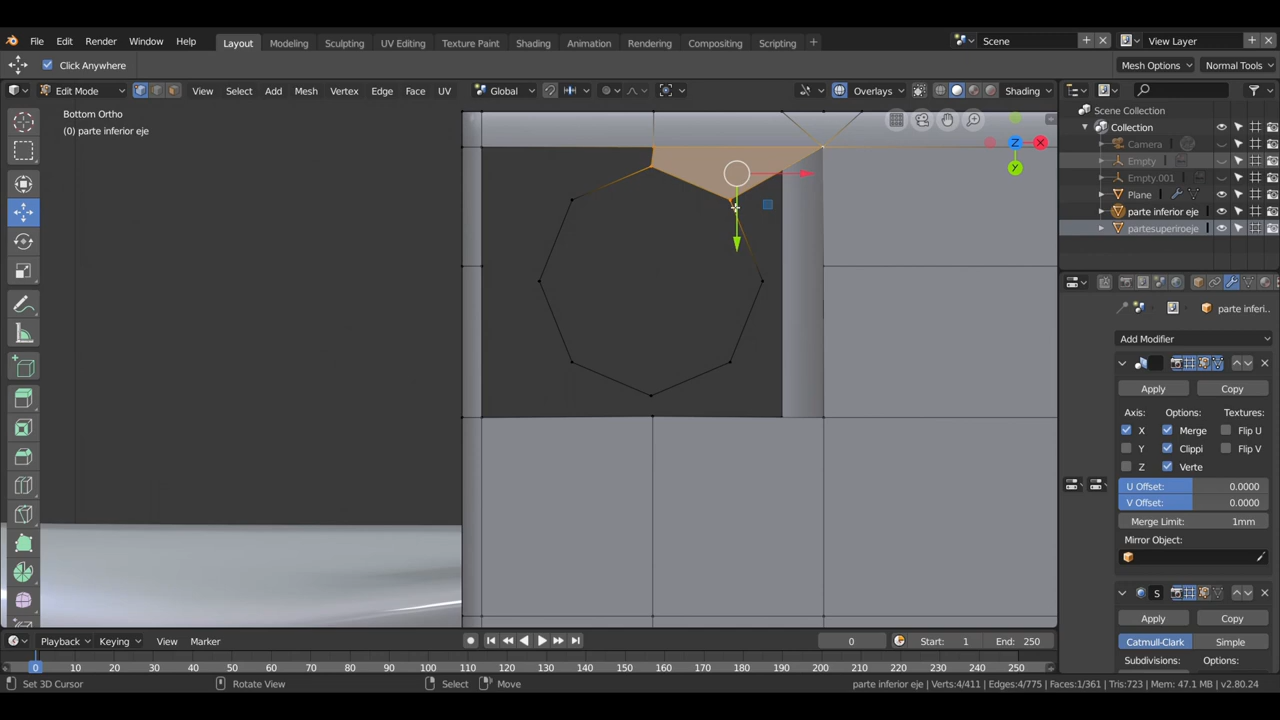 File Edit Render Window Help Layout Modeling Sculpting UV Editing Texture Paint Shading Animation Rendering Compositing Scripting + Scene View Layer
Click Anywhere Mesh Options Normal Tools
Edit Mode View Select Add Mesh Vertex Edge Face UV Global Overlays Shading
Bottom Ortho
(0) parte inferior eje
Z X
Y
Scene Collection
Collection
Camera
Empty
Empty.001
Plane
parte inferior eje
partesuperiroeje
parte inferi..
Add Modifier
Apply Copy
Axis: Options: Textures:
X Merge Flip U
Y Clippi Flip V
Z Verte
U Offset: 0.0000
V Offset: 0.0000
Merge Limit: 1mm
Mirror Object:
S
Apply Copy
Catmull-Clark Simple
Subdivisions: Options:
Playback Keying View Marker 0 Start: 1 End: 250
0 10 20 30 40 50 60 70 80 90 100 110 120 130 140 150 160 170 180 190 200 210 220 230 240 250
Set 3D Cursor Rotate View Select Move parte inferior eje | Verts:4/411 | Edges:4/775 | Faces:1/361 | Tris:723 | Mem: 47.1 MB | v2.80.24